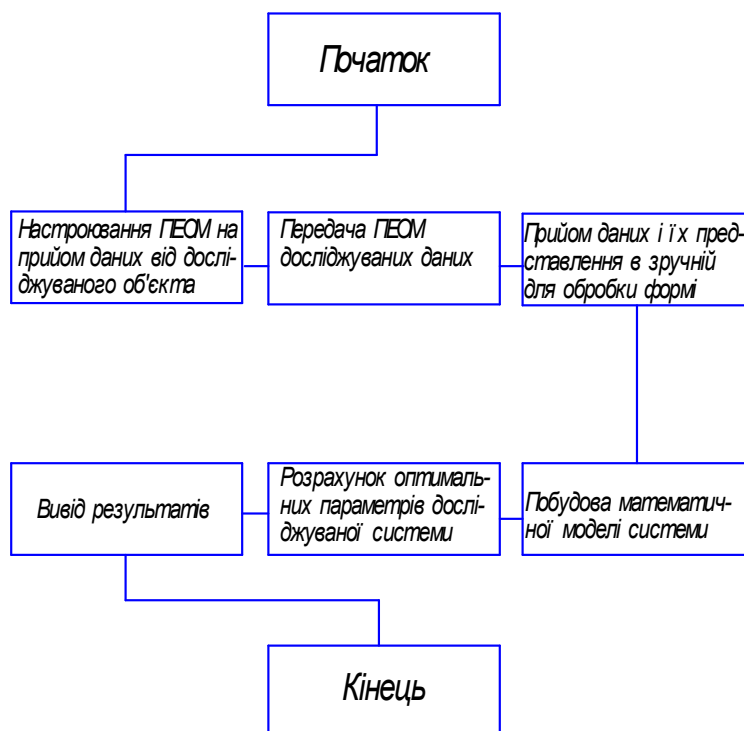 Початок
Настроювання ПЕОМ на
прийом даних від дослі-
джуваного об'єкта
Передача ПЕОМ
досліджуваних даних
Прийом даних і їх пред-
ставлення в зручній
для обробки формі
Побудова математич-
ної моделі системи
Розрахунок оптималь-
них параметрів дослі-
джуваної системи
Вивід результатів
Кінець